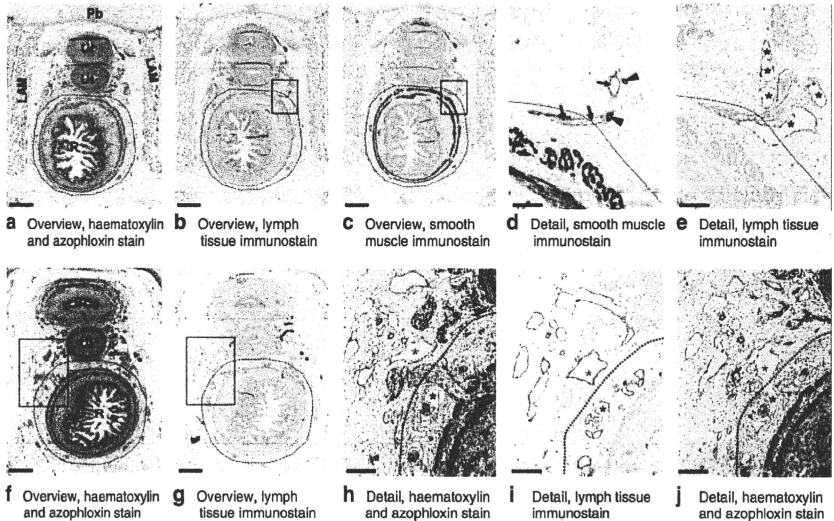 Pb
LAM
LAM
a Overview, haematoxylin and azophloxin stain
b Overview, lymph tissue immunostain
c Overview, smooth muscle immunostain
d Detail, smooth muscle immunostain
e Detail, lymph tissue immunostain
f Overview, haematoxylin and azophloxin stain
g Overview, lymph tissue immunostain
h Detail, haematoxylin and azophloxin stain
i Detail, lymph tissue immunostain
j Detail, haematoxylin and azophloxin stain